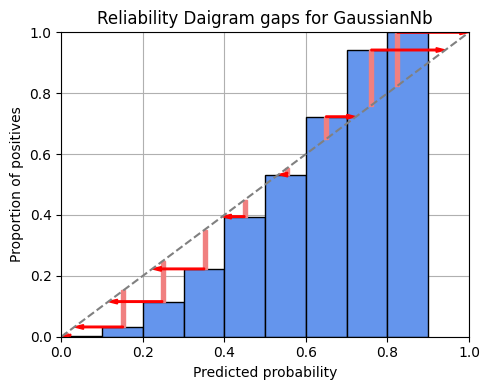 Reliability Daigram gaps for GaussianNb
Proportion of positives
1.0
0.8
0.6
0.4
0.2
0.0
0.0 0.2 0.4 0.6 0.8 1.0
Predicted probability